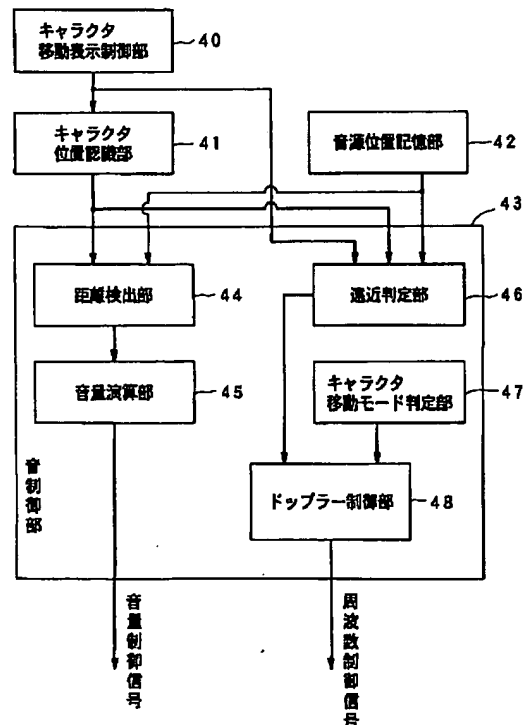 キャラクタ
移動表示制御部
40
キャラクタ
位置認識部
41
音源位置記憶部
42
43
距離検出部
44
遠近判定部
46
音量演算部
45
キャラクタ
移動モード判定部
47
音制御部
ドップラー制御部
48
音量制御信号
周波数制御信号